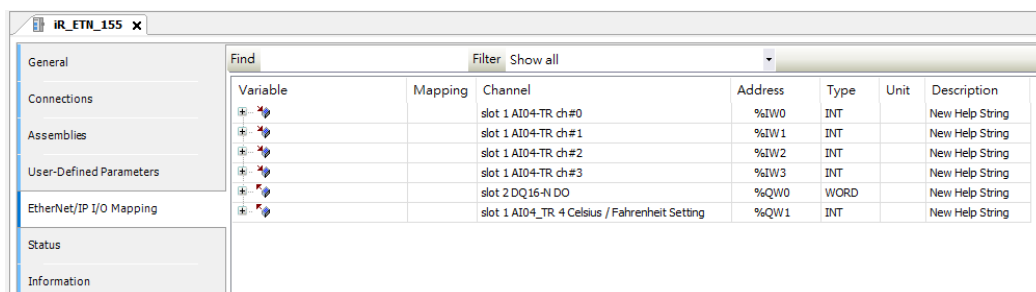 iR_ETN_155 X
General
Connections
Assemblies
User-Defined Parameters
EtherNet/IP I/O Mapping
Status
Information
Find Filter Show all
Variable Mapping Channel Address Type Unit Description
slot 1 AI04-TR ch#0 %IW0 INT New Help String
slot 1 AI04-TR ch#1 %IW1 INT New Help String
slot 1 AI04-TR ch#2 %IW2 INT New Help String
slot 1 AI04-TR ch#3 %IW3 INT New Help String
slot 2 DQ16-N DO %QW0 WORD New Help String
slot 1 AI04_TR 4 Celsius / Fahrenheit Setting %QW1 INT New Help String